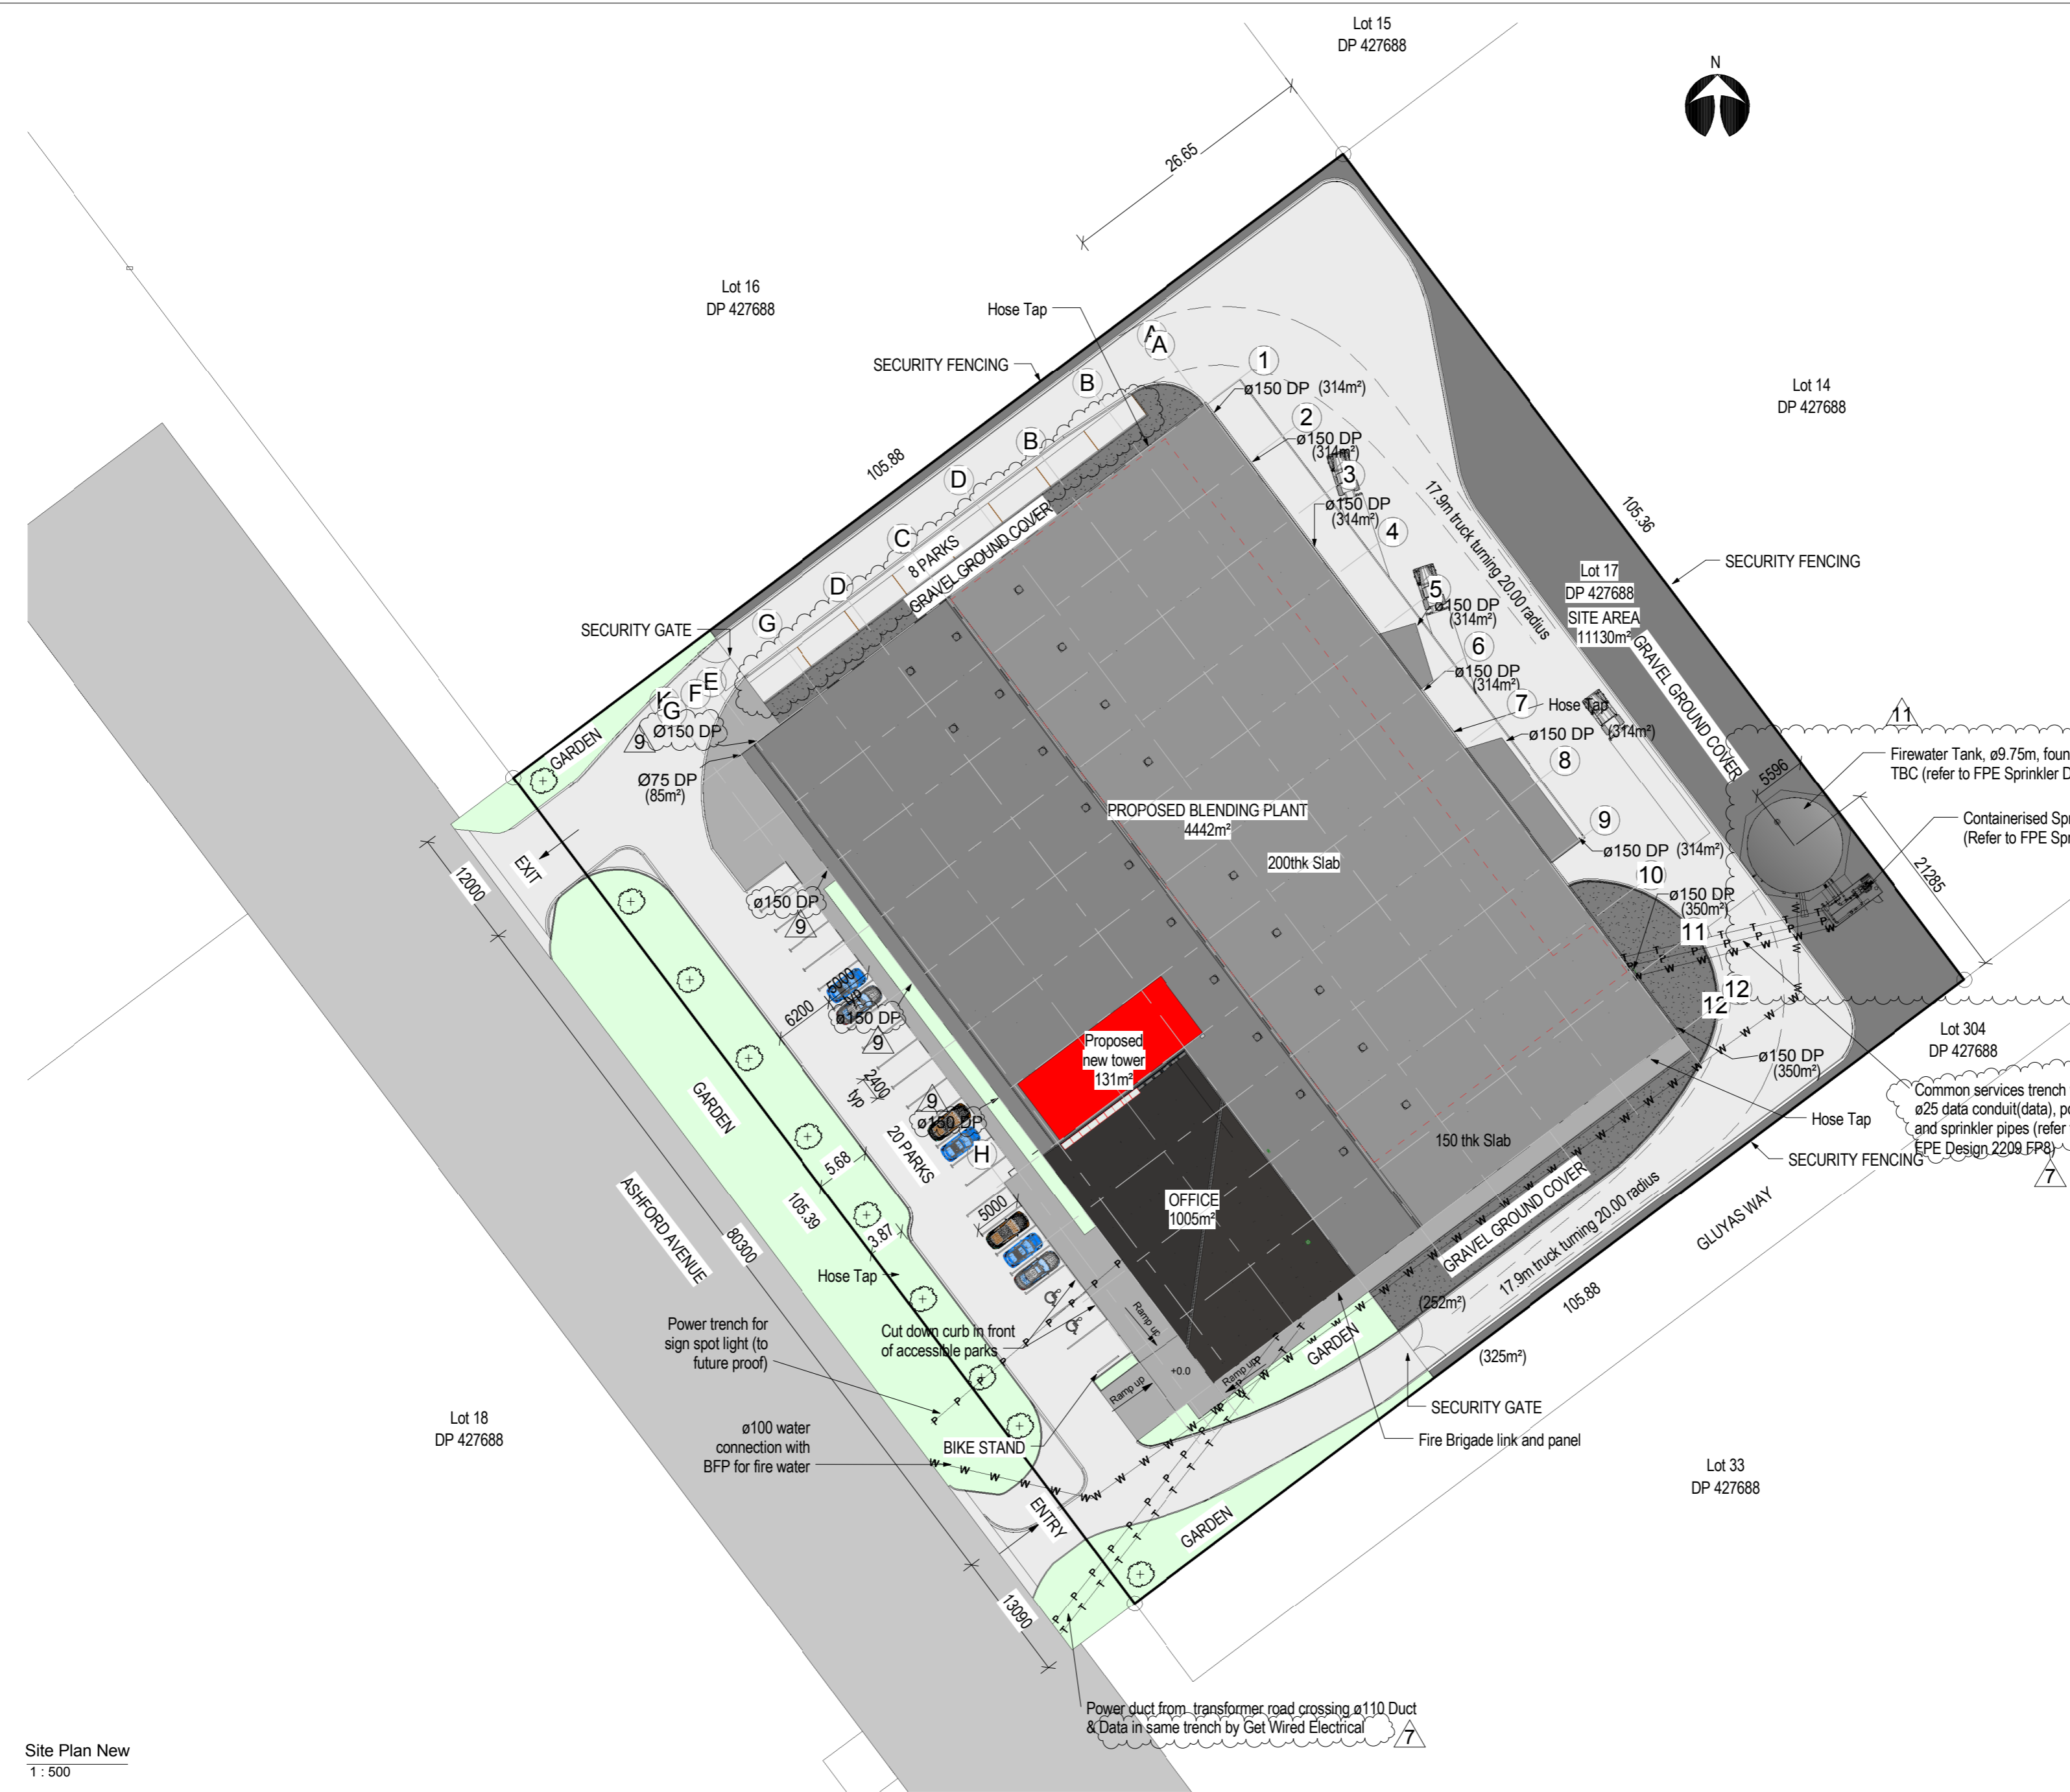 Lot 15
DP 427688
N
26.65
Lot 16
DP 427688
Hose Tap
SECURITY FENCING
A
A
1
B
ø150 DP (314m²)
Lot 14
DP 427688
2
B
ø150 DP
(314m²)
105.88
D
3
ø150 DP
(314m²)
17.9m truck turning 20.00 radius
105.36
C
4
8 PARKS
GRAVEL GROUND COVER
SECURITY FENCING
D
5
ø150 DP
(314m²)
Lot 17
DP 427688
SITE AREA
11130m²
G
SECURITY GATE
6
ø150 DP
(314m²)
GRAVEL GROUND COVER
E
F
K
G
7
Hose Tap
Ø150 DP
9
ø150 DP (314m²)
11
GARDEN
8
Firewater Tank, ø9.75m,
TBC (refer to FPE Sprinkler
5596
Ø75 DP
(85m²)
PROPOSED BLENDING PLANT
4442m²
9
Containerised
(Refer to FPE
200thk Slab
ø150 DP (314m²)
EXIT
12000
21285
10
ø150 DP
(350m²)
ø150 DP
9
11
T P W
5000
typ
12
12
ø150 DP
9
6200
Lot 304
DP 427688
Proposed
new tower
131m²
ø150 DP
(350m²)
2400
typ
9
ø150 DP
GARDEN
Common services trench
ø25 data conduit(data),
and sprinkler pipes (refer
FPE Design 2209 FP8)
7
Hose Tap
150 thk Slab
20 PARKS
H
SECURITY FENCING
5.68
ASHFORD AVENUE
105.39
OFFICE
1005m²
5000
GRAVEL GROUND COVER
GLUYAS WAY
80300
3.87
17.9m truck turning 20.00 radius
Hose Tap
105.88
(252m²)
Power trench for
sign spot light (to
future proof)
Cut down curb in front
of accessible parks
Ramp up
GARDEN
(325m²)
+0.0
Ramp up
Ramp up
SECURITY GATE
Lot 18
DP 427688
ø100 water
connection with
BFP for fire water
BIKE STAND
Fire Brigade link and panel
Lot 33
DP 427688
ENTRY
GARDEN
13090
Power duct from transformer road crossing ø110 Duct
& Data in same trench by Get Wired Electrical
7
Site Plan New
1 : 500